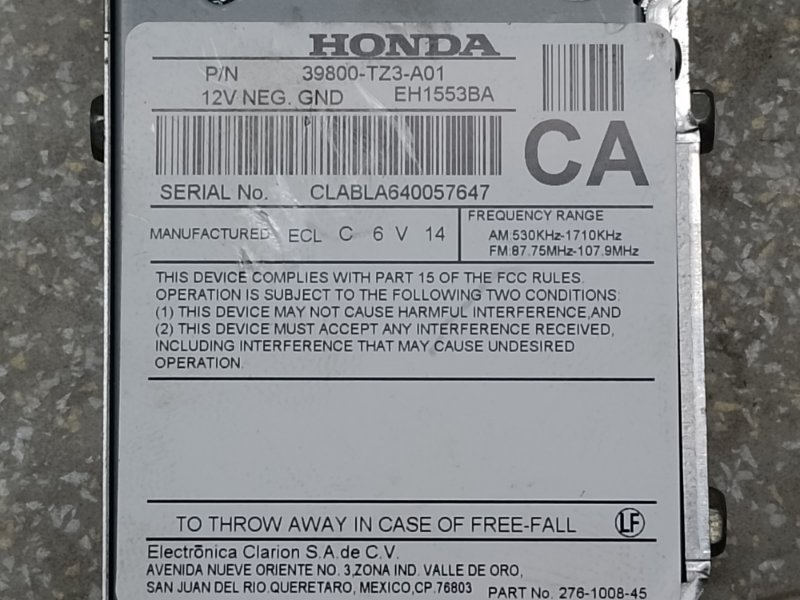 HONDA
P/N 39800-TZ3-A01
12V NEG. GND EH1553BA
CA
SERIAL No. CLABLA640057647
MANUFACTURED ECL C 6 V 14
FREQUENCY RANGE
AM:530KHz-1710KHz
FM:87.75MHz-107.9MHz
THIS DEVICE COMPLIES WITH PART 15 OF THE FCC RULES.
OPERATION IS SUBJECT TO THE FOLLOWING TWO CONDITIONS:
(1) THIS DEVICE MAY NOT CAUSE HARMFUL INTERFERENCE,AND
(2) THIS DEVICE MUST ACCEPT ANY INTERFERENCE RECEIVED,
INCLUDING INTERFERENCE THAT MAY CAUSE UNDESIRED
OPERATION.
TO THROW AWAY IN CASE OF FREE-FALL LF
Electrōnica Clarion S.A.de C.V.
AVENIDA NUEVE ORIENTE NO. 3,ZONA IND. VALLE DE ORO,
SAN JUAN DEL RIO.QUERETARO, MEXICO,CP.76803 PART No. 276-1008-45